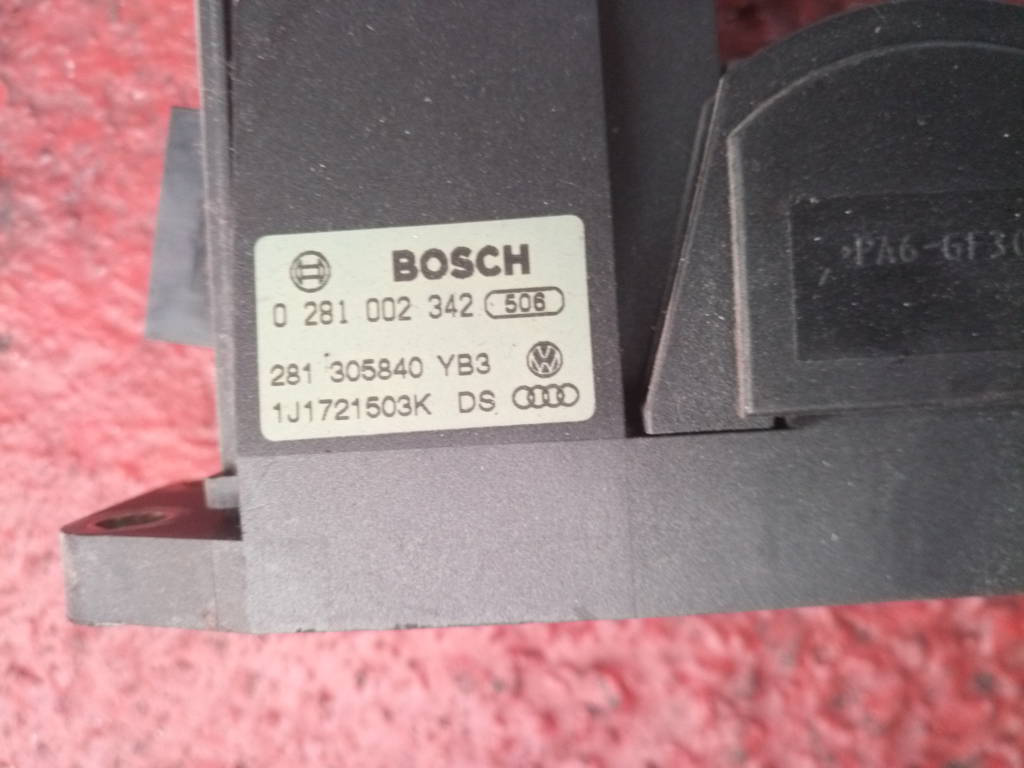 BOSCH
0 281 002 342 506
281 305840 YB3
1J1721503K DS
>PA6-GF30